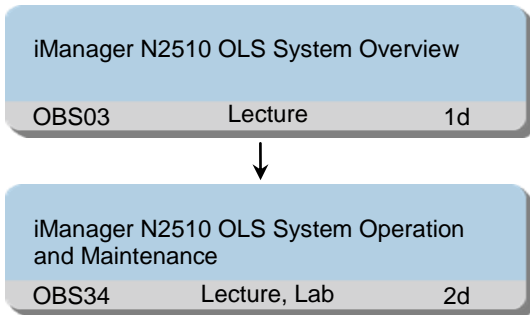 iManager N2510 OLS System Overview
OBS03 Lecture 1d
iManager N2510 OLS System Operation
and Maintenance
OBS34 Lecture, Lab 2d